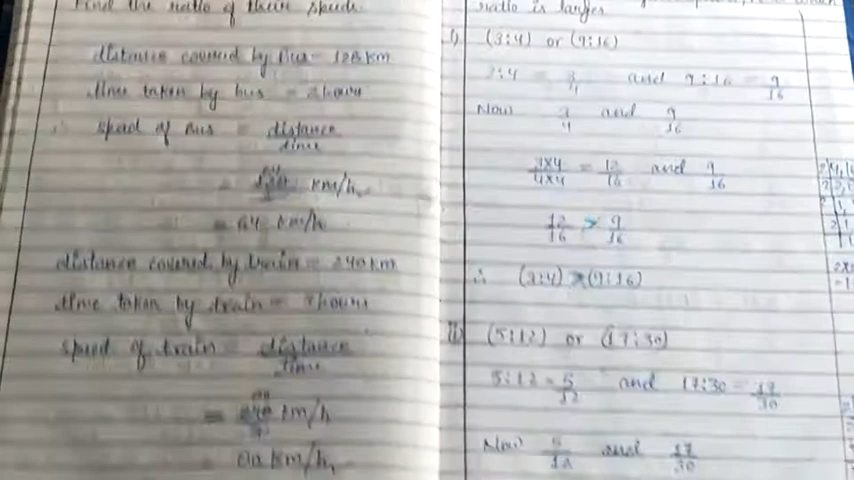 Find the ratio of their speeds.
distance covered by Bus = 128 km
time taken by bus = 2 hours
∴ speed of Bus = distance
time
= km/h
= 64 km/h
distance covered by train = 240 km
time taken by train = 3 hours
speed of train = distance
time
= 240 km/h
3
= 80 km/h
ratio is larger
i) (3:4) or (9:16)
3:4 = 3/4 and 9:16 = 9/16
Now 3/4 and 9/16
3×4/4×4 = 12/16 and 9/16
12/16 > 9/16
∴ (3:4) > (9:16)
ii) (5:12) or (17:30)
5:12 = 5/12 and 17:30 = 17/30
Now 5/12 and 17/30